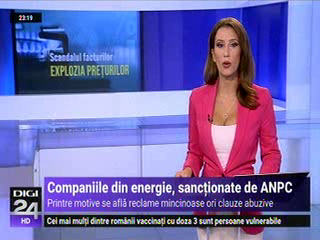 23:19
Scandalul facturilor
EXPLOZIA PREȚURILOR
DIGI
24
HD
Companiile din energie, sancționate de ANPC
Printre motive se află reclame mincinoase ori clauze abuzive
Cei mai mulți dintre românii vaccinați cu doza 3 sunt persoane vulnerabile